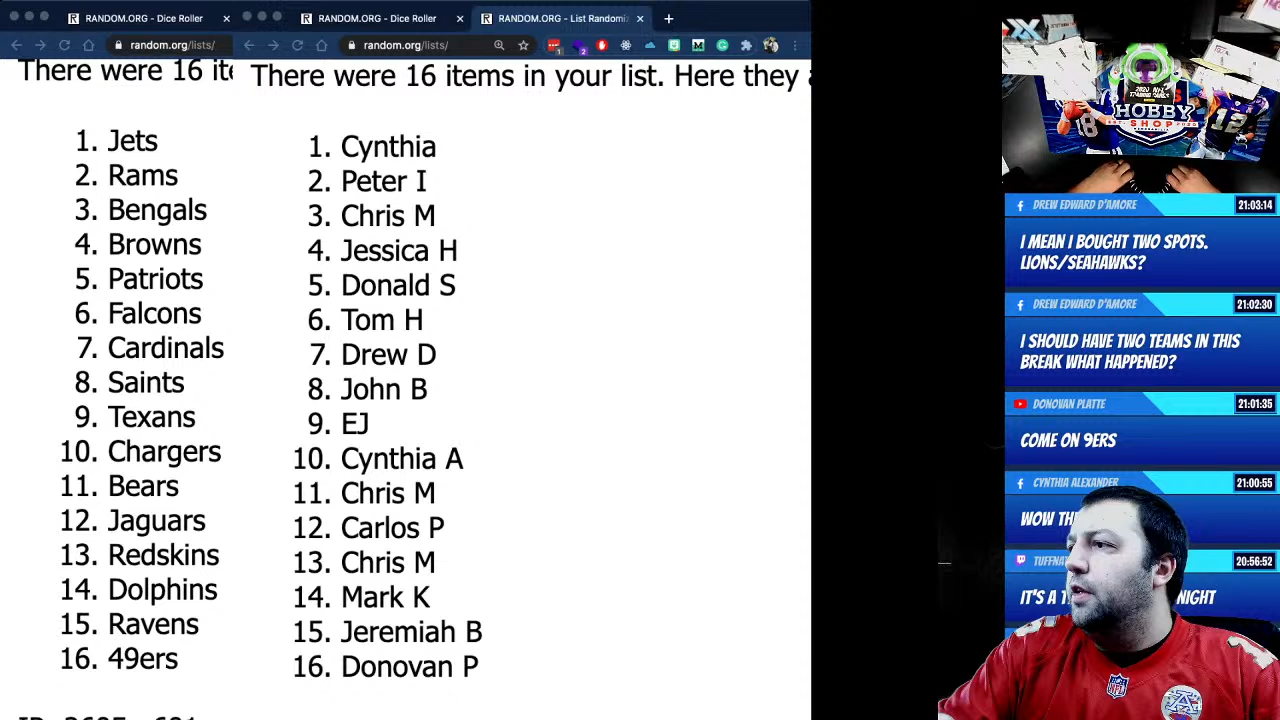 RANDOM.ORG - Dice Roller
RANDOM.ORG - Dice Roller
RANDOM.ORG - List Randomiz
random.org/lists/
random.org/lists/
There were 16 ite
1. Jets
2. Rams
3. Bengals
4. Browns
5. Patriots
6. Falcons
7. Cardinals
8. Saints
9. Texans
10. Chargers
11. Bears
12. Jaguars
13. Redskins
14. Dolphins
15. Ravens
16. 49ers
There were 16 items in your list. Here they a
1. Cynthia
2. Peter I
3. Chris M
4. Jessica H
5. Donald S
6. Tom H
7. Drew D
8. John B
9. EJ
10. Cynthia A
11. Chris M
12. Carlos P
13. Chris M
14. Mark K
15. Jeremiah B
16. Donovan P
HOBBY
SHOP
DREW EDWARD D'AMORE
21:03:14
I MEAN I BOUGHT TWO SPOTS.
LIONS/SEAHAWKS?
DREW EDWARD D'AMORE
21:02:30
I SHOULD HAVE TWO TEAMS IN THIS
BREAK WHAT HAPPENED?
DONOVAN PLATTE
21:01:35
COME ON 9ERS
CYNTHIA ALEXANDER
21:00:55
WOW TH
TUFFNA
20:56:52
IT'S A T
NIGHT
NFL